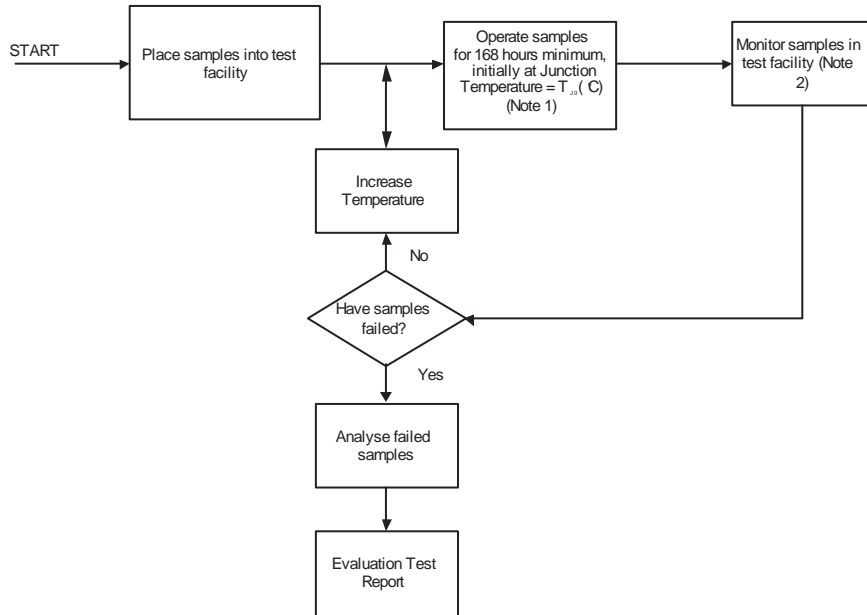 START
Place samples into test
facility
Operate samples
for 168 hours minimum,
initially at Junction
Temperature = TJ0( °C)
(Note 1)
Monitor samples in
test facility (Note
2)
Increase
Temperature
No
Have samples
failed?
Yes
Analyse failed
samples
Evaluation Test
Report